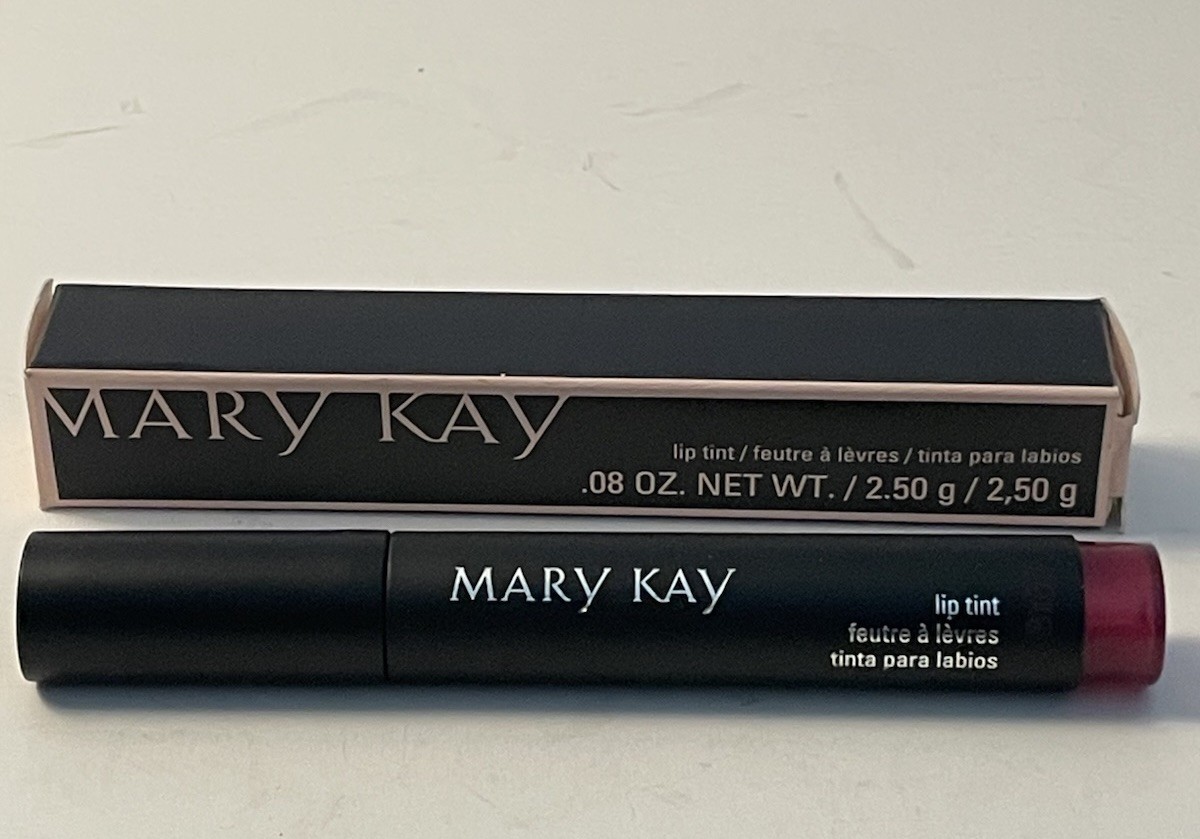 MARY KAY
lip tint / feutre à lèvres / tinta para labios
.08 OZ. NET WT. / 2.50 g / 2,50 g
MARY KAY
lip tint
feutre à lèvres
tinta para labios